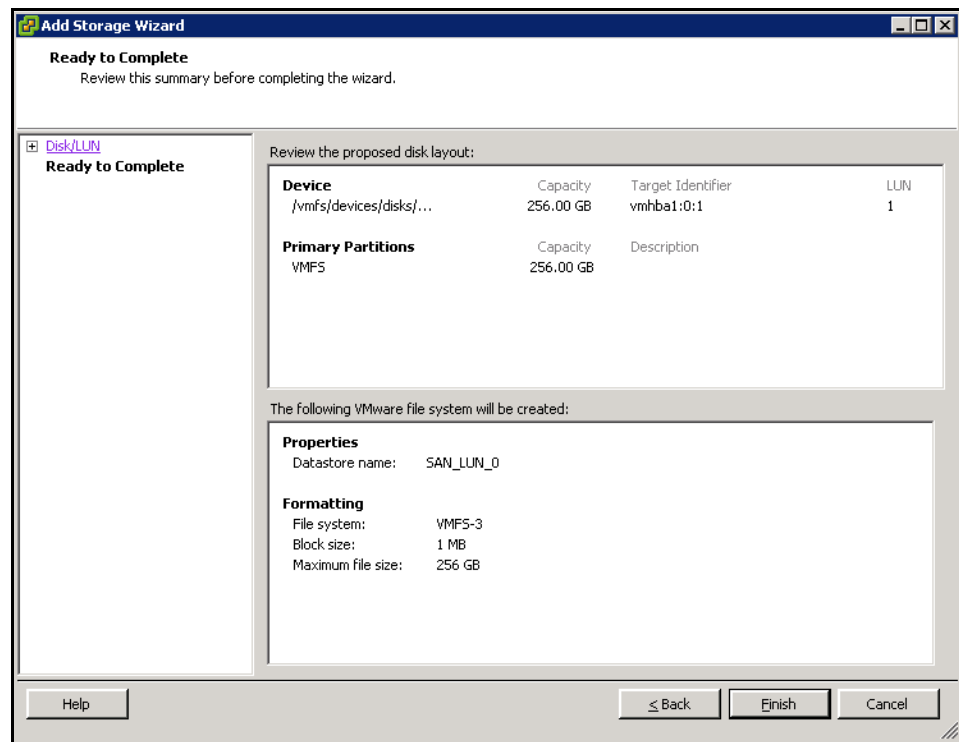 Add Storage Wizard
Ready to Complete
Review this summary before completing the wizard.
Disk/LUN
Ready to Complete
Review the proposed disk layout:
Device Capacity Target Identifier LUN
/vmfs/devices/disks/... 256.00 GB vmhba1:0:1 1
Primary Partitions Capacity Description
VMFS 256.00 GB
The following VMware file system will be created:
Properties
Datastore name: SAN_LUN_0
Formatting
File system: VMFS-3
Block size: 1 MB
Maximum file size: 256 GB
Help ≤ Back Finish Cancel